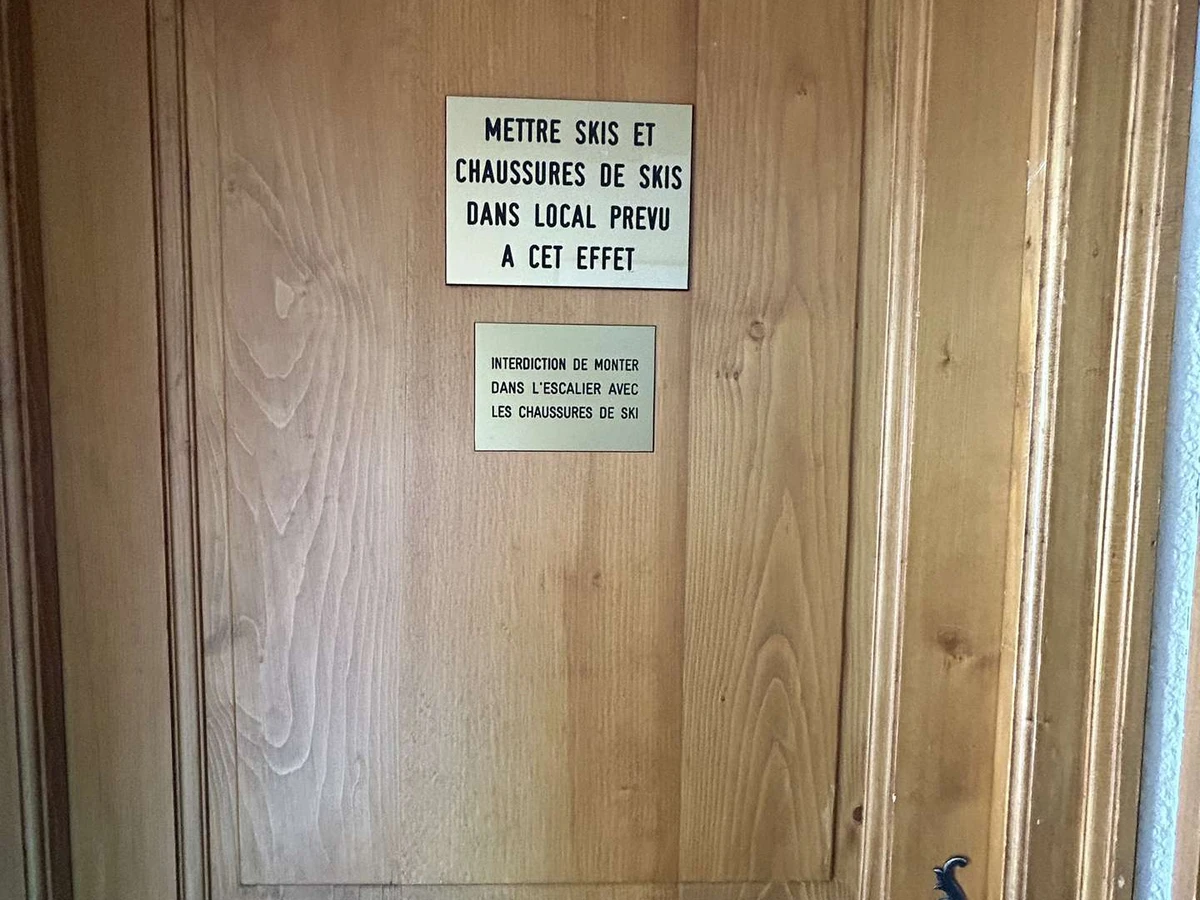 METTRE SKIS ET
CHAUSSURES DE SKIS
DANS LOCAL PREVU
A CET EFFET
INTERDICTION DE MONTER
DANS L'ESCALIER AVEC
LES CHAUSSURES DE SKI